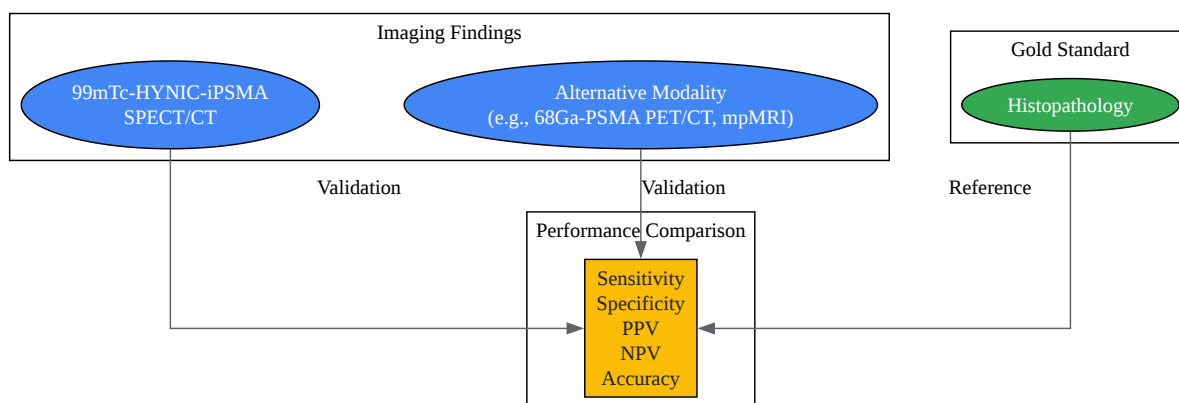 Imaging Findings
99mTc-HYNIC-iPSMA
SPECT/CT
Alternative Modality
(e.g., 68Ga-PSMA PET/CT, mpMRI)
Gold Standard
Histopathology
Validation
Validation
Reference
Performance Comparison
Sensitivity
Specificity
PPV
NPV
Accuracy